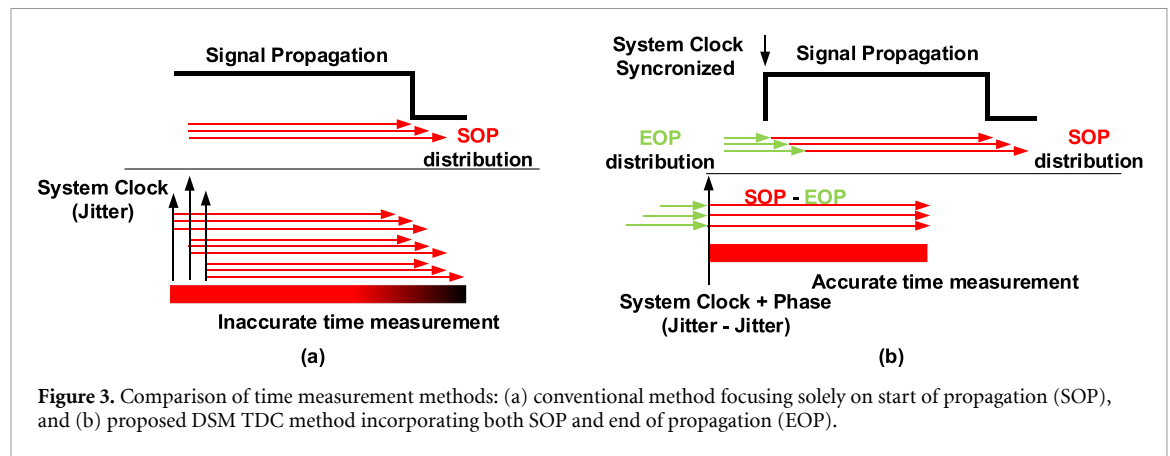 Signal Propagation
SOP
distribution
System Clock
(Jitter)
Inaccurate time measurement
(a)
System Clock
Syncronized
Signal Propagation
EOP
distribution
SOP
distribution
SOP - EOP
Accurate time measurement
System Clock + Phase
(Jitter - Jitter)
(b)
Figure 3. Comparison of time measurement methods: (a) conventional method focusing solely on start of propagation (SOP),
and (b) proposed DSM TDC method incorporating both SOP and end of propagation (EOP).